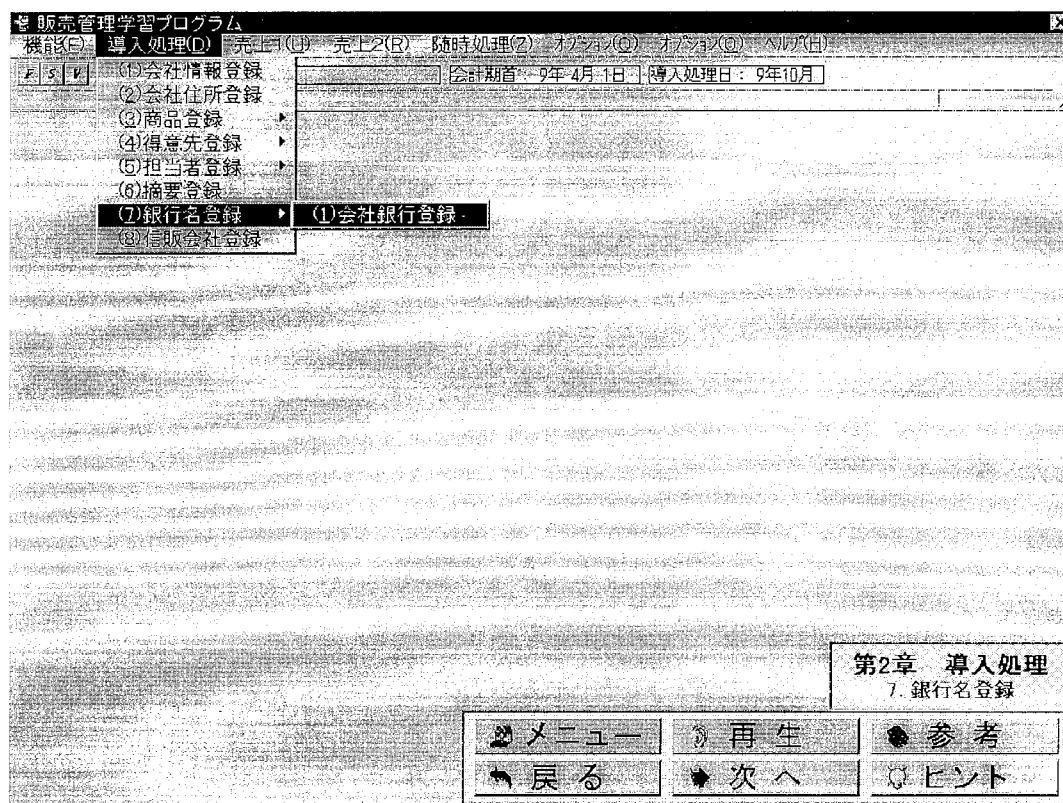 販売管理学習プログラム
機能(F) 導入処理(D) 売上1(U) 売上2(R) 随時処理(Z) オプション(O) オプション(O) ヘルプ(H)
F S V 会計期首: 9年 4月 1日 導入処理日: 9年10月
(1)会社情報登録
(2)会社住所登録
(3)商品登録
(4)得意先登録
(5)担当者登録
(6)摘要登録
(7)銀行名登録 (1)会社銀行登録
(8)信販会社登録
第2章 導入処理
7. 銀行名登録
メニュー 再生 参考
戻る 次へ ヒント